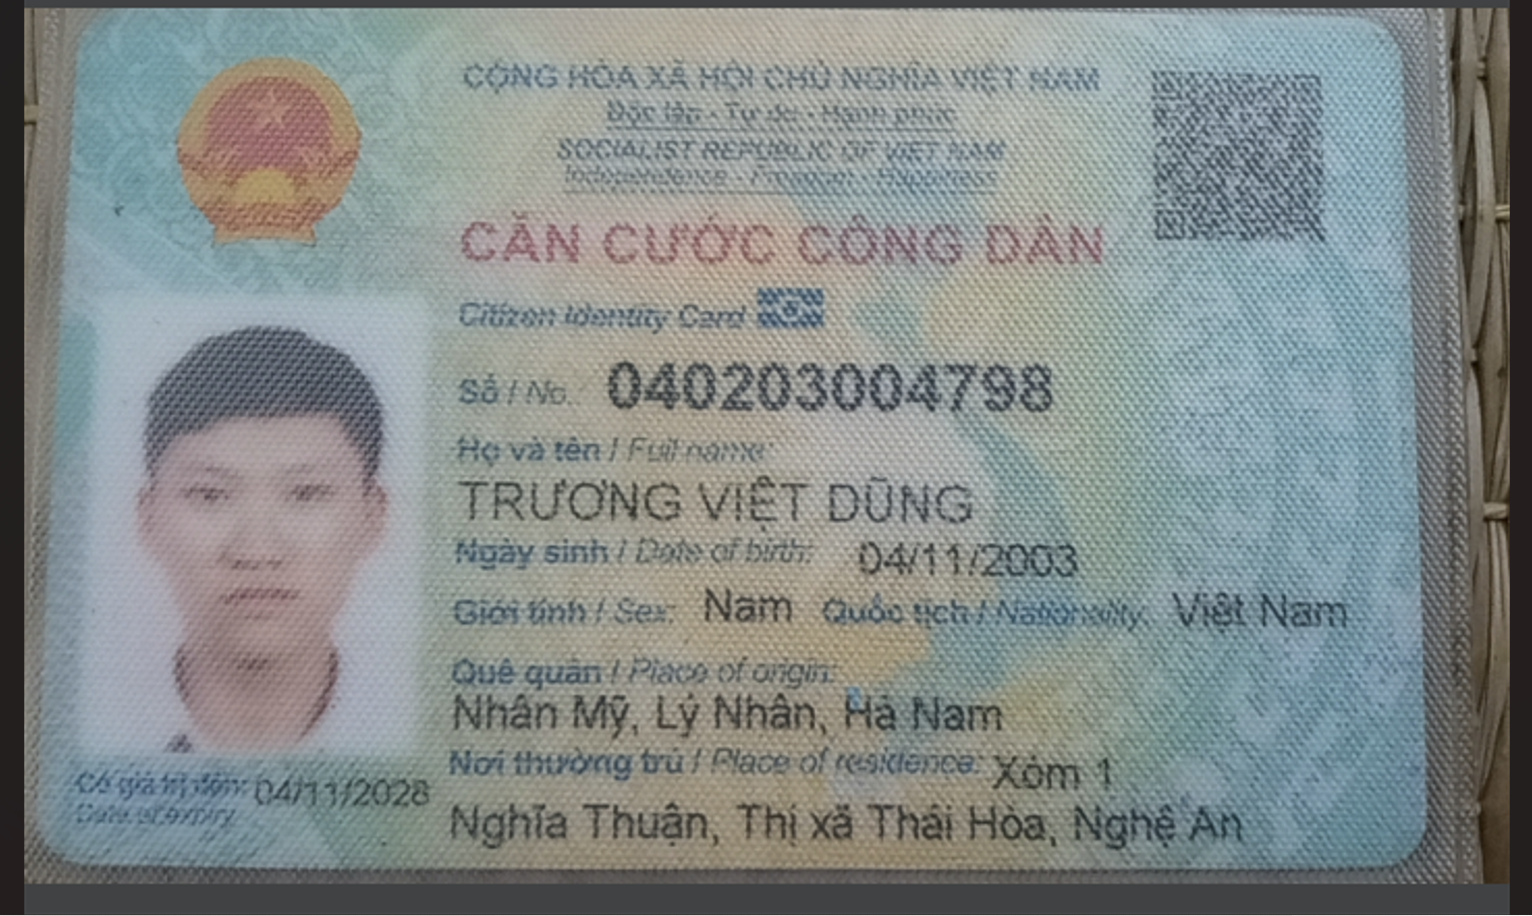 CỘNG HÒA XÃ HỘI CHỦ NGHĨA VIỆT NAM
Độc lập - Tự do - Hạnh phúc
SOCIALIST REPUBLIC OF VIET NAM
Independence - Freedom - Happiness
CĂN CƯỚC CÔNG DÂN
Citizen Identity Card
Số / No.: 040203004798
Họ và tên / Full name:
TRƯƠNG VIỆT DŨNG
Ngày sinh / Date of birth: 04/11/2003
Giới tính / Sex: Nam Quốc tịch / Nationality: Việt Nam
Quê quán / Place of origin:
Nhân Mỹ, Lý Nhân, Hà Nam
Nơi thường trú / Place of residence: Xóm 1
Nghĩa Thuận, Thị xã Thái Hòa, Nghệ An
Có giá trị đến: 04/11/2028
Date of expiry